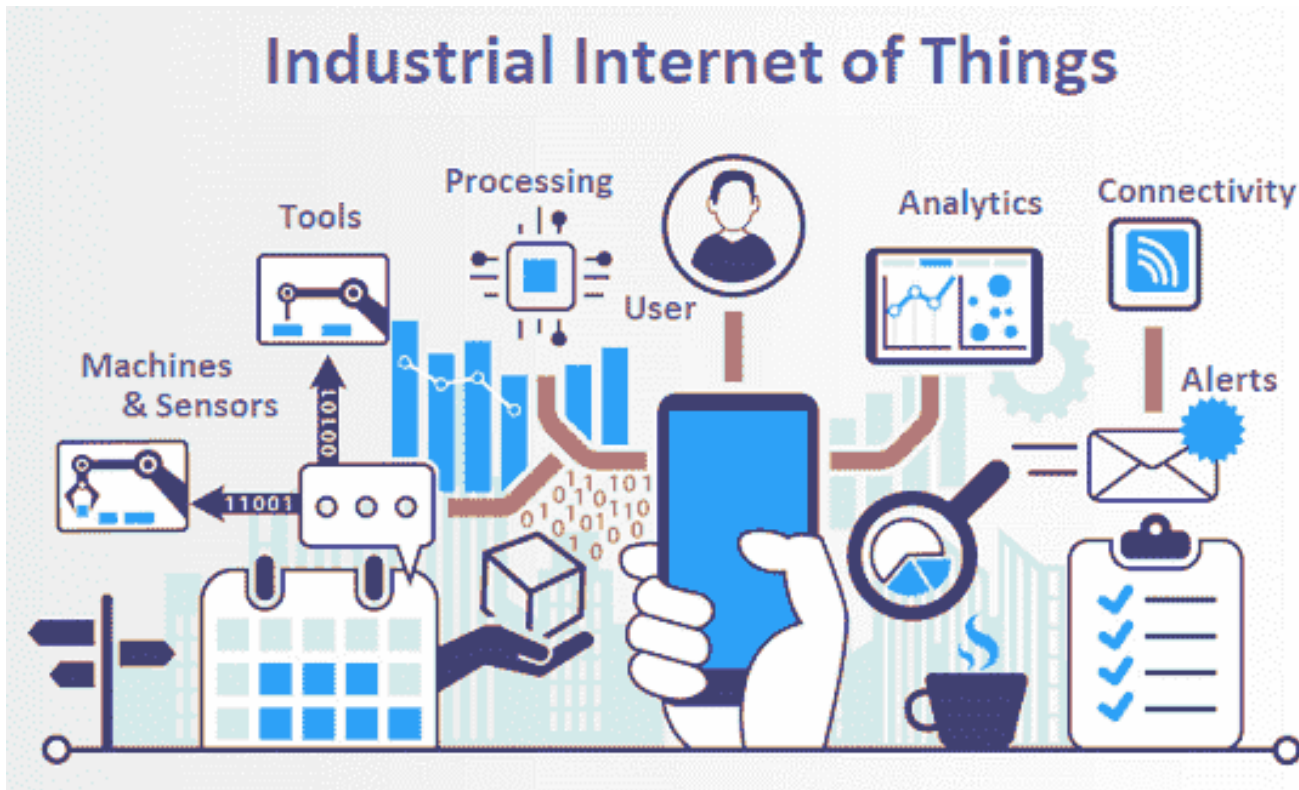 Industrial Internet of Things
Processing
Tools
User
Analytics
Connectivity
Machines
& Sensors
Alerts
10100
11001